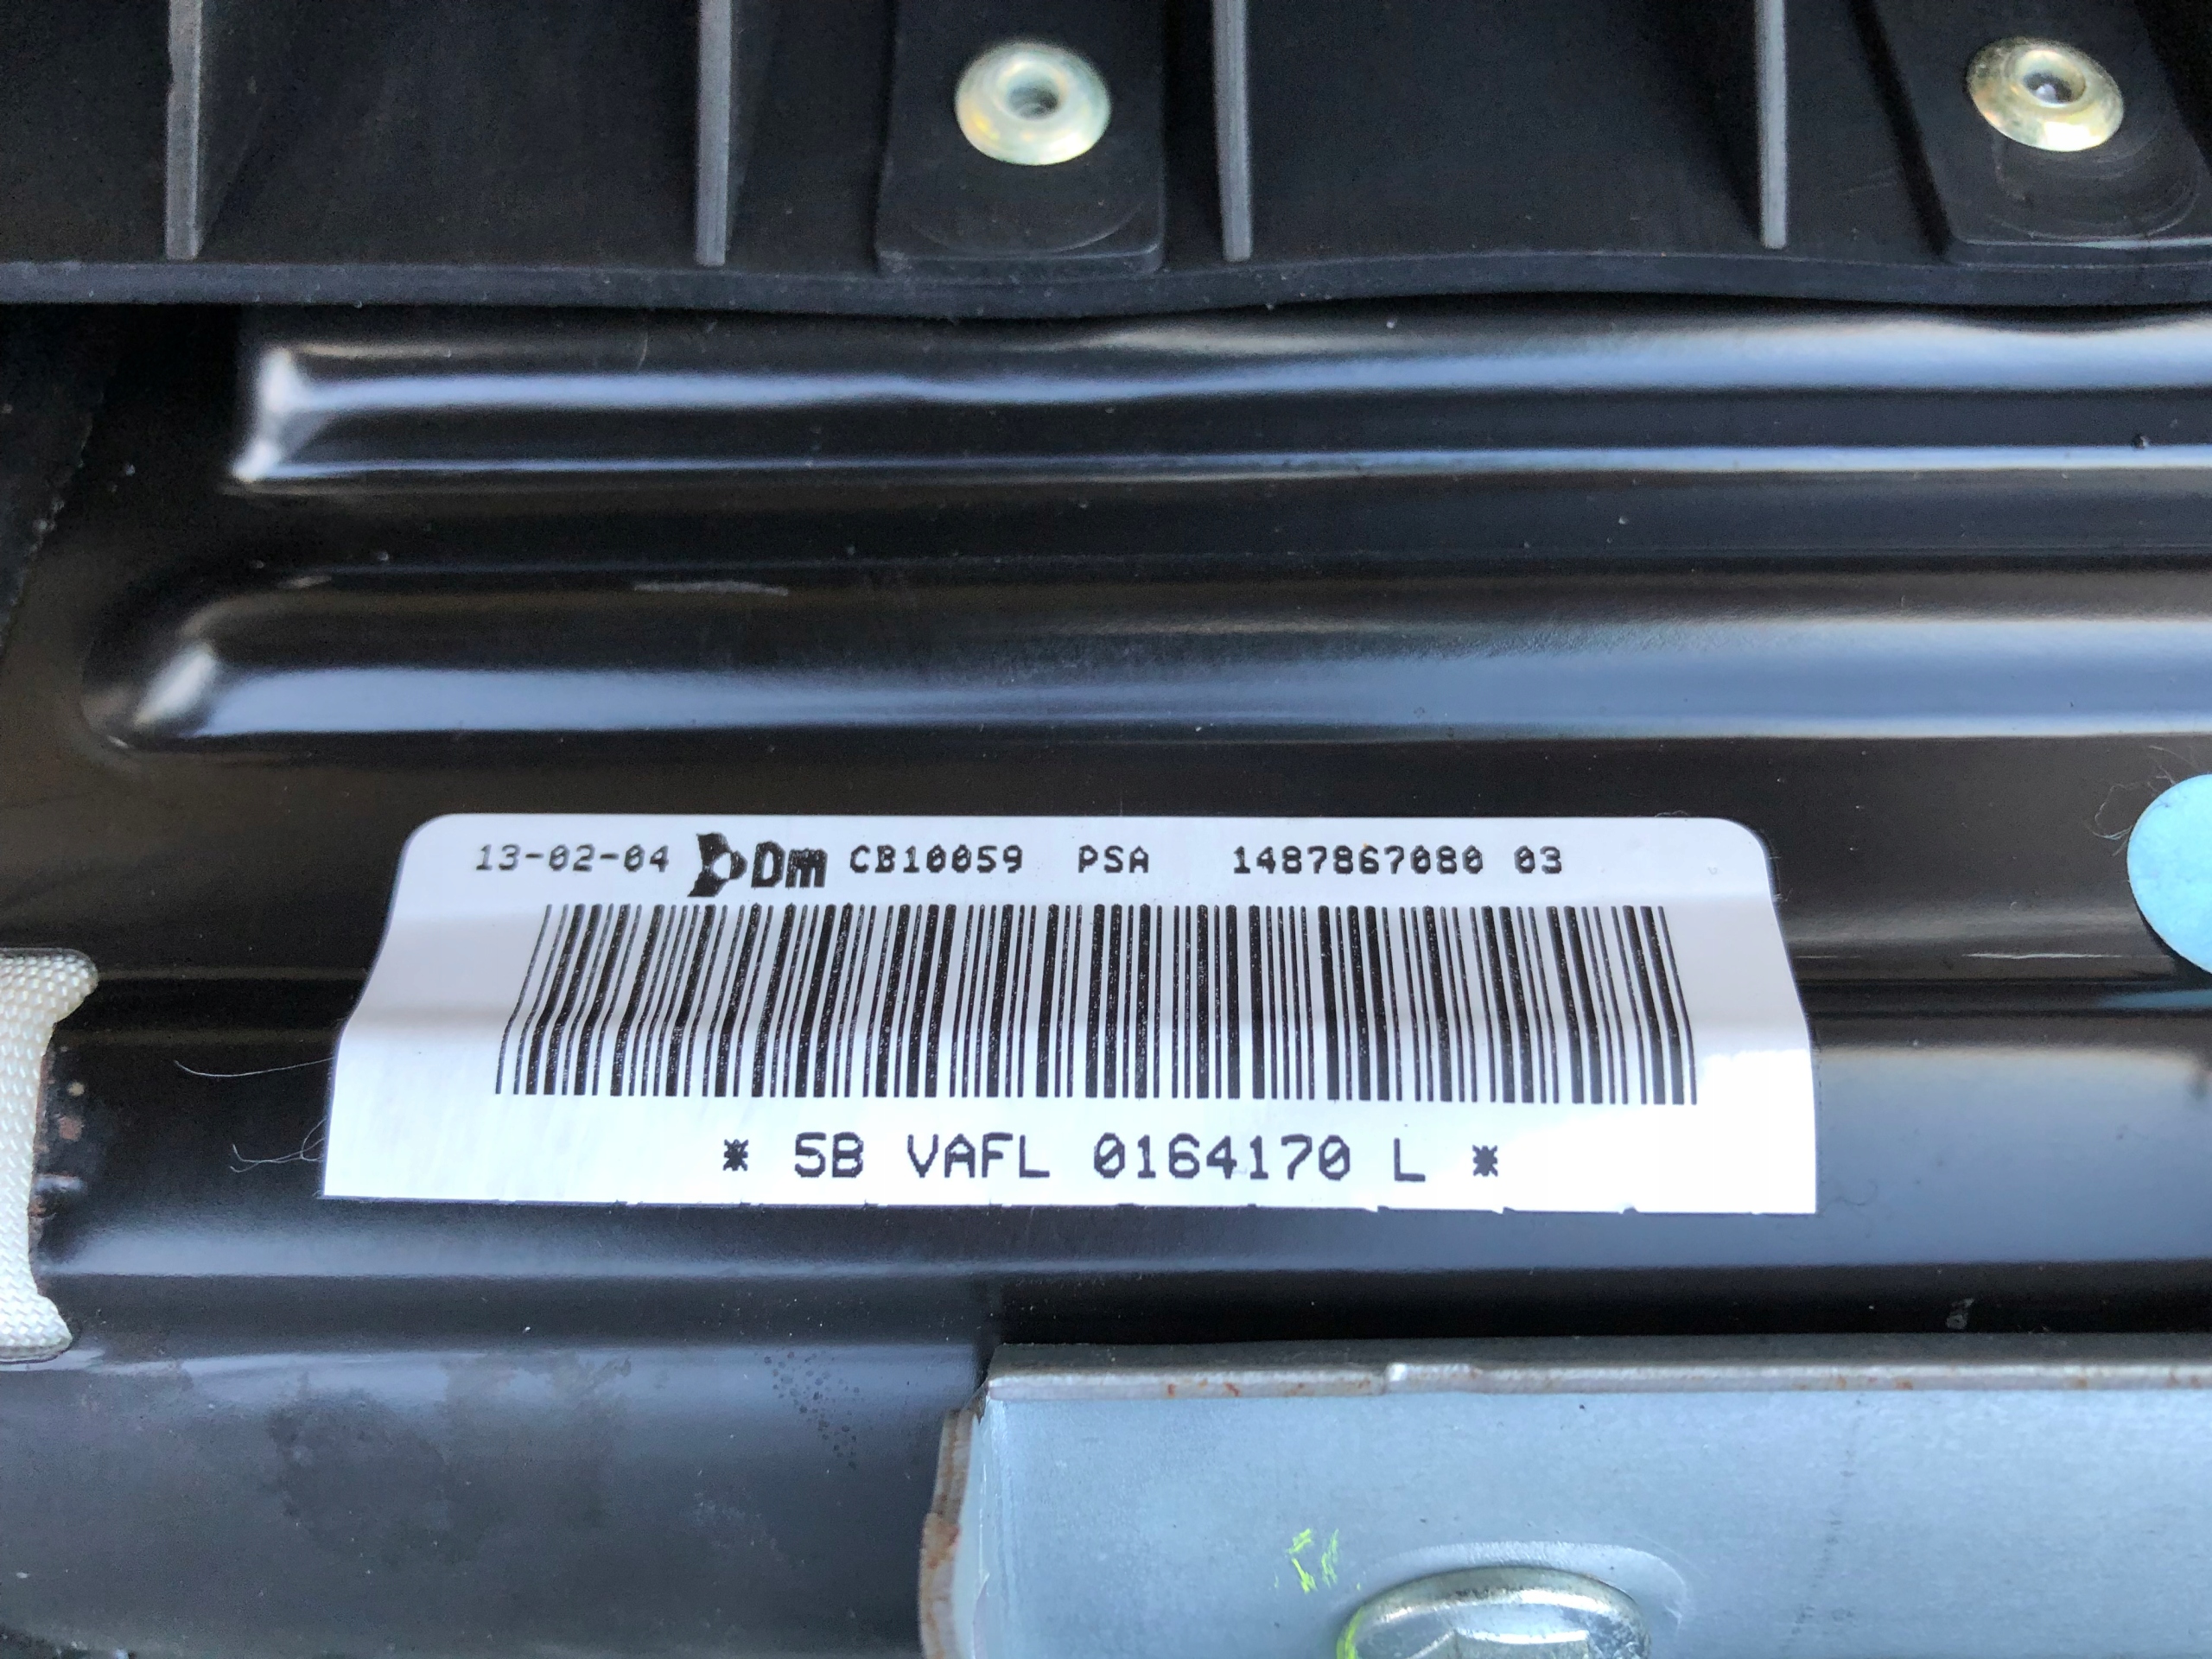 13-02-04 Dm CB10059 PSA 1487867080 03
* 5B VAFL 0164170 L *